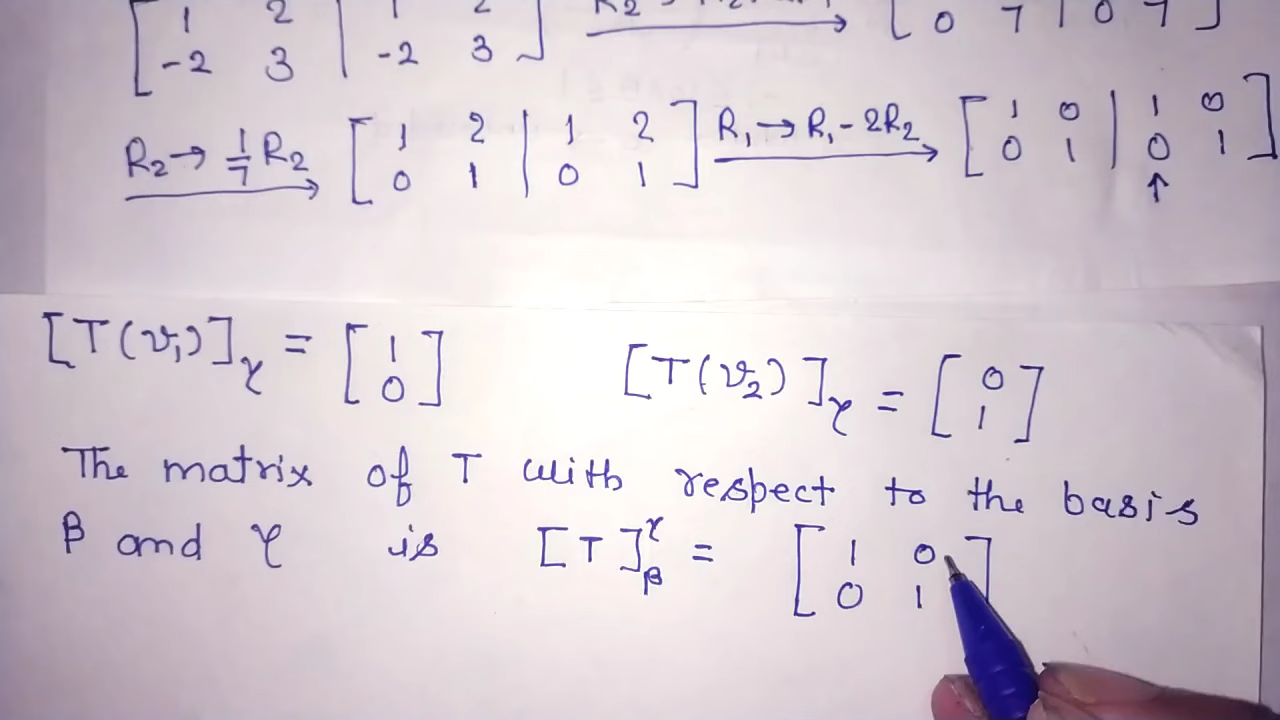 [ 1 2 | 1 2 ] R2 → [ 0 7 | 0 7 ]
-2 3 | -2 3
R2 → 1/7 R2 [ 1 2 | 1 2 ] R1 → R1 - 2R2 [ 1 0 | 1 0 ]
0 1 | 0 1 0 1 | 0 1
↑
[T(v1)]γ = [ 1 0 ] [T(v2)]γ = [ 0 1 ]
The matrix of T with respect to the basis
β and γ is [T]βγ = [ 1 0
0 1 ]